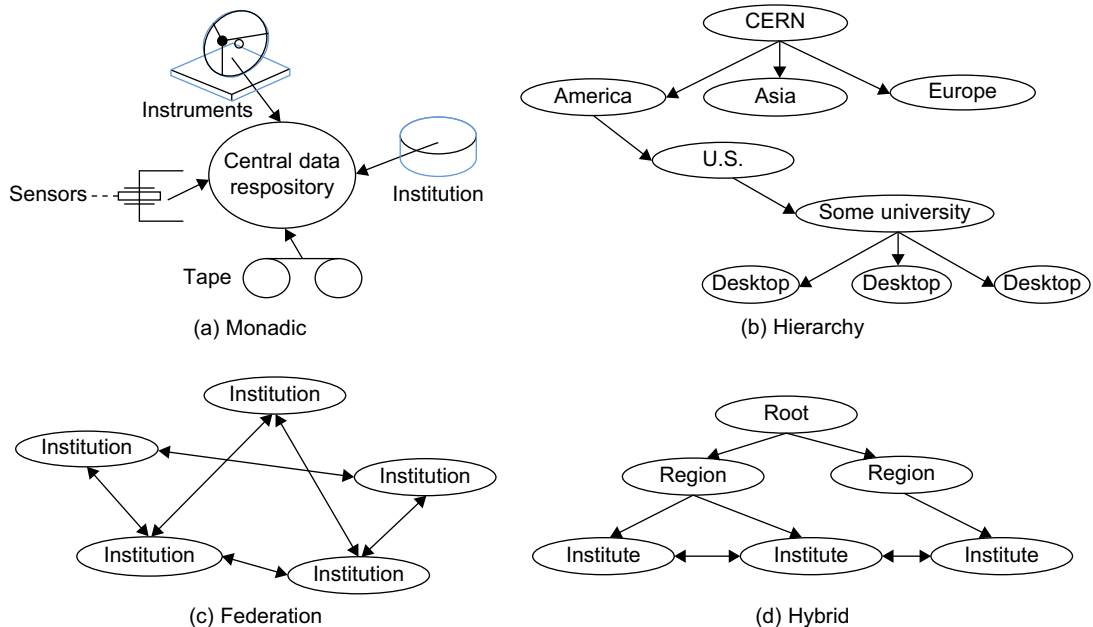 Instruments
Central data
respository
Sensors
Institution
Tape
(a) Monadic
CERN
America
Asia
Europe
U.S.
Some university
Desktop
Desktop
Desktop
(b) Hierarchy
Institution
Institution
Institution
Institution
Institution
(c) Federation
Root
Region
Region
Institute
Institute
Institute
(d) Hybrid